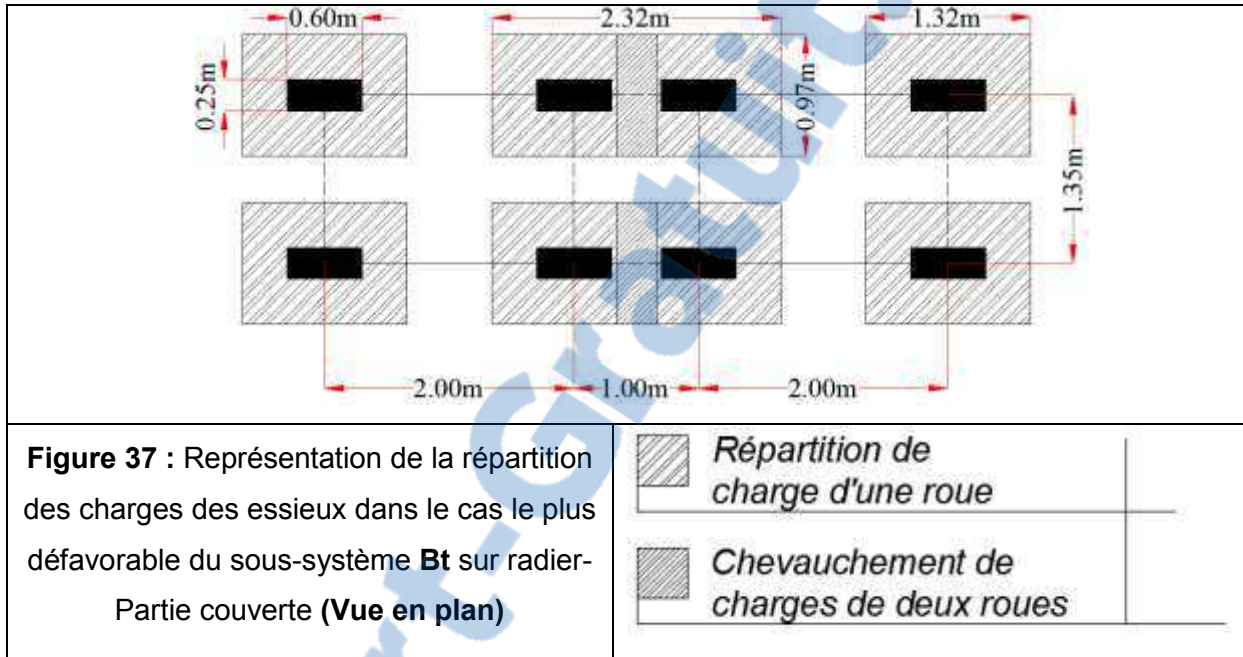 0.60m
2.32m
1.32m
0.25m
0.97m
1.35m
2.00m
1.00m
2.00m
Figure 37 : Représentation de la répartition
des charges des essieux dans le cas le plus
défavorable du sous-système Bt sur radier-
Partie couverte (Vue en plan)
Répartition de
charge d'une roue
Chevauchement de
charges de deux roues
rt-Gratuit.